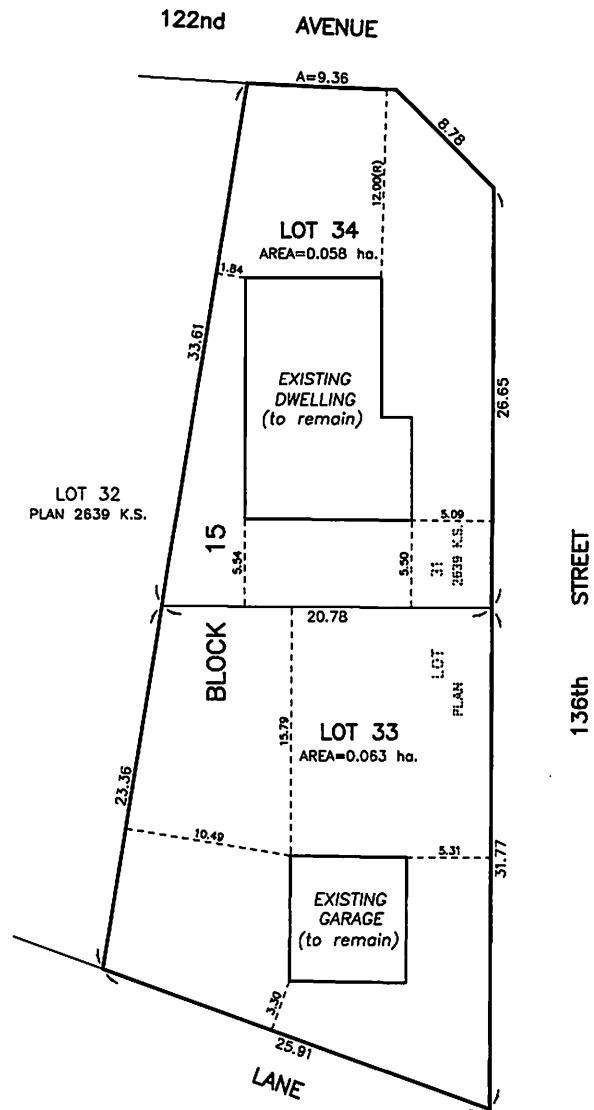 122nd AVENUE
A=9.36
8.78
12.00(R)
LOT 34
AREA=0.058 ha.
1.84
33.61
EXISTING
DWELLING
(to remain)
26.65
LOT 32
PLAN 2639 K.S.
15
5.54
5.50
5.09
31
2639 K.S.
136th STREET
20.78
BLOCK
LOT
PLAN
15.79
LOT 33
AREA=0.063 ha.
23.36
10.49
5.31
31.77
EXISTING
GARAGE
(to remain)
3.30
25.91
LANE